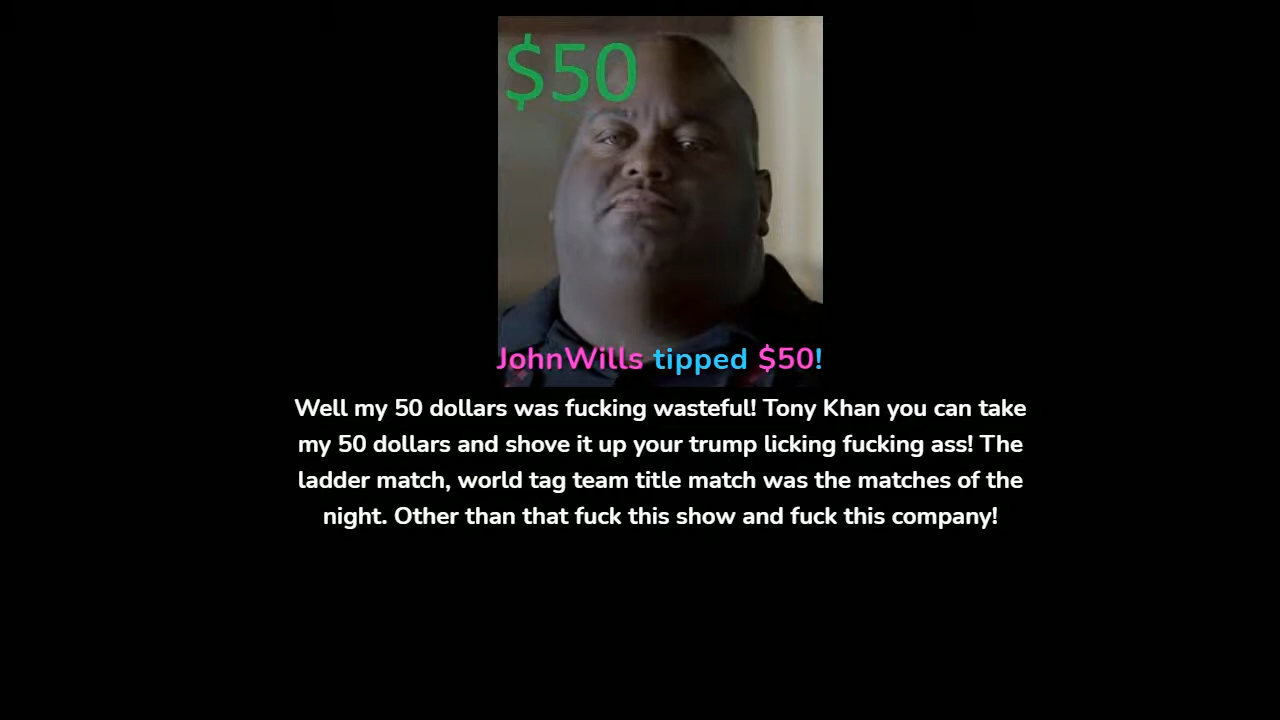 $50
JohnWills tipped $50!
Well my 50 dollars was fucking wasteful! Tony Khan you can take
my 50 dollars and shove it up your trump licking fucking ass! The
ladder match, world tag team title match was the matches of the
night. Other than that fuck this show and fuck this company!